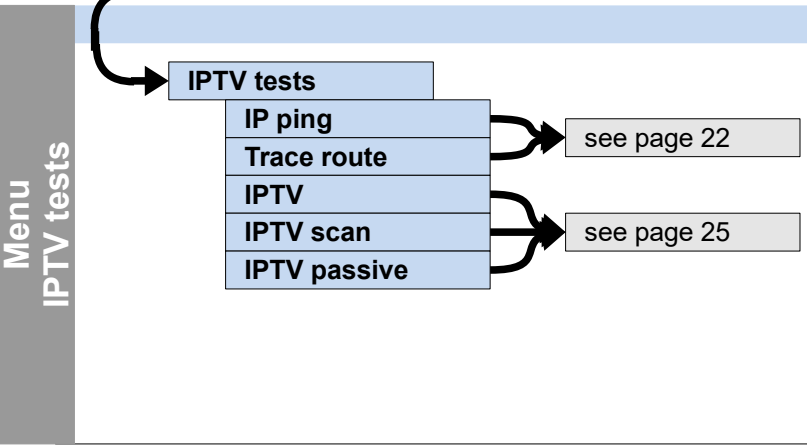 Menu
IPTV tests
IPTV tests
IP ping
Trace route
see page 22
IPTV
IPTV scan
IPTV passive
see page 25